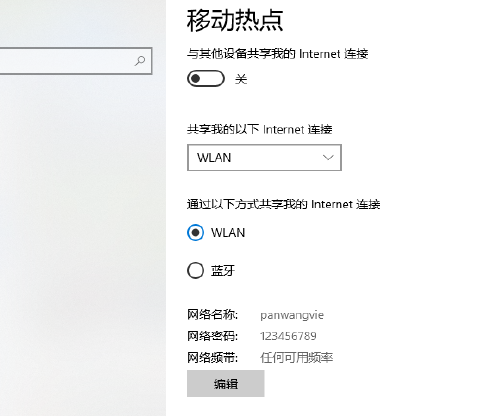 移动热点
与其他设备共享我的 Internet 连接
关
共享我的以下 Internet 连接
WLAN
通过以下方式共享我的 Internet 连接
WLAN
蓝牙
网络名称: panwangvie
网络密码: 123456789
网络频带: 任何可用频率
编辑